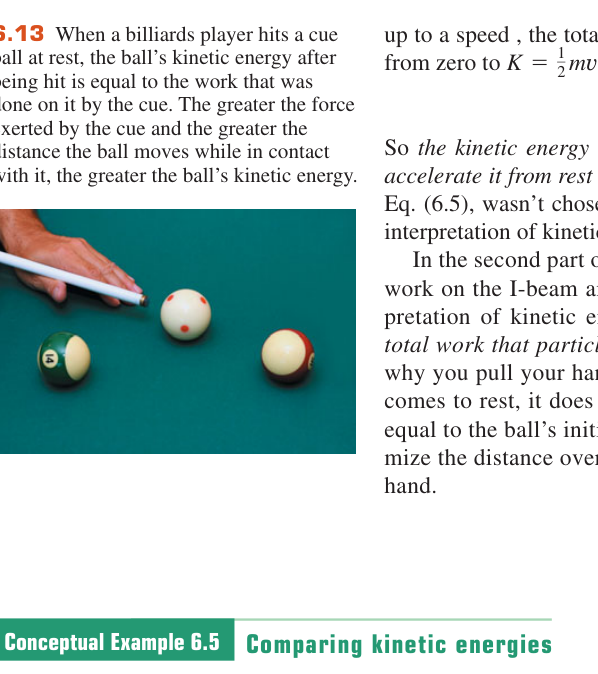 6.13 When a billiards player hits a cue
ball at rest, the ball's kinetic energy after
being hit is equal to the work that was
done on it by the cue. The greater the force
exerted by the cue and the greater the
distance the ball moves while in contact
with it, the greater the ball's kinetic energy.
14
up to a speed , the tota
from zero to K = ½mv
So the kinetic energy
accelerate it from rest
Eq. (6.5), wasn't chose
interpretation of kineti
In the second part o
work on the I-beam a
pretation of kinetic e
total work that particl
why you pull your har
comes to rest, it does
equal to the ball's initi
mize the distance over
hand.
Conceptual Example 6.5 Comparing kinetic energies